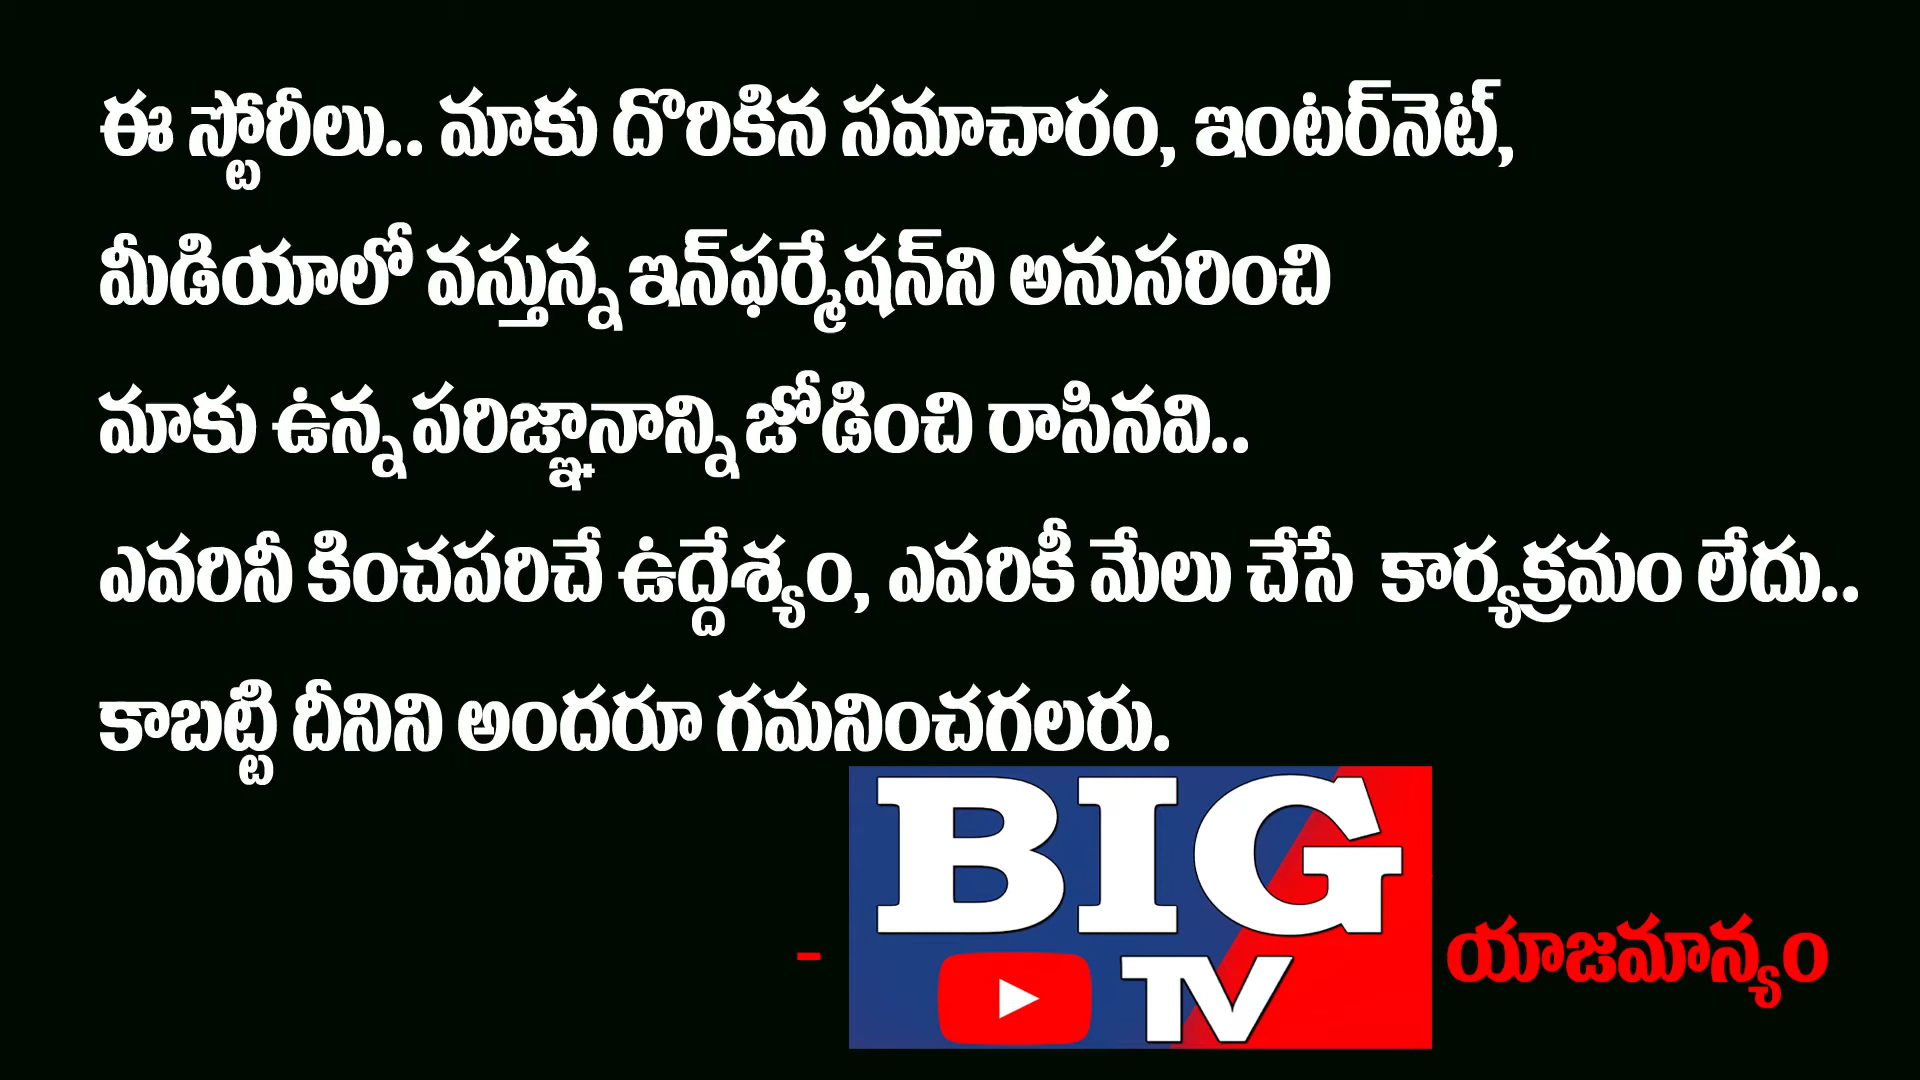 ఈ స్టోరీలు.. మాకు దొరికిన సమాచారం, ఇంటర్‌నెట్,
మీడియాలో వస్తున్న ఇన్‌ఫర్మేషన్‌ని అనుసరించి
మాకు ఉన్న పరిజ్ఞానాన్ని జోడించి రాసినవి..
ఎవరినీ కించపరిచే ఉద్దేశ్యం, ఎవరికీ మేలు చేసే కార్యక్రమం లేదు..
కాబట్టి దీనిని అందరూ గమనించగలరు.
BIG
- TV యాజమాన్యం